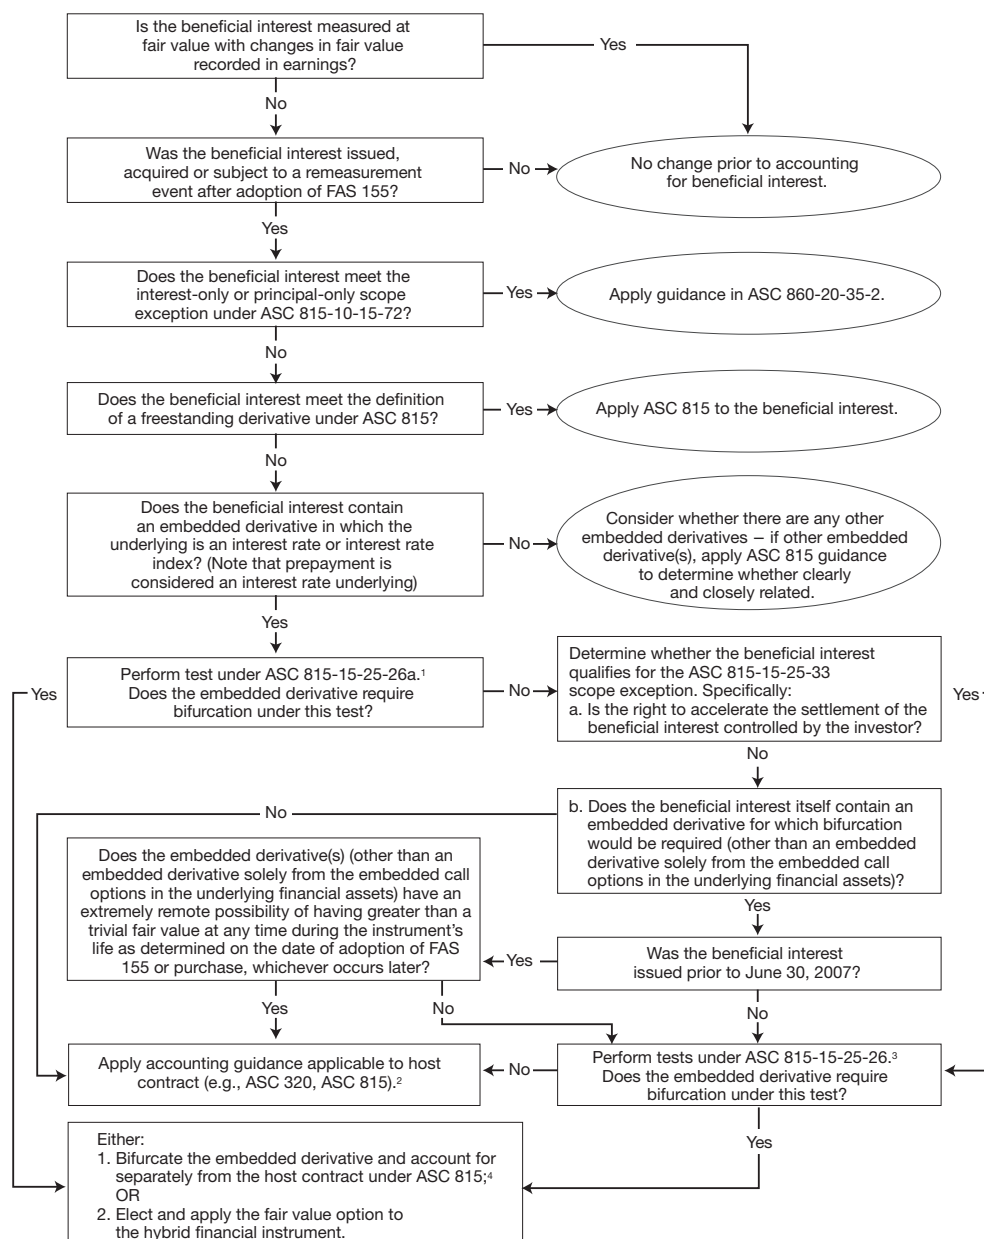 Is the beneficial interest measured at
fair value with changes in fair value
recorded in earnings?
Yes
No
Was the beneficial interest issued,
acquired or subject to a remeasurement
event after adoption of FAS 155?
No
No change prior to accounting
for beneficial interest.
Yes
Does the beneficial interest meet the
interest-only or principal-only scope
exception under ASC 815-10-15-72?
Yes
Apply guidance in ASC 860-20-35-2.
No
Does the beneficial interest meet the definition
of a freestanding derivative under ASC 815?
Yes
Apply ASC 815 to the beneficial interest.
No
Does the beneficial interest contain
an embedded derivative in which the
underlying is an interest rate or interest rate
index? (Note that prepayment is
considered an interest rate underlying)
No
Consider whether there are any other
embedded derivatives – if other embedded
derivative(s), apply ASC 815 guidance
to determine whether clearly
and closely related.
Yes
Yes
Perform test under ASC 815-15-25-26a.¹
Does the embedded derivative require
bifurcation under this test?
No
Determine whether the beneficial interest
qualifies for the ASC 815-15-25-33
scope exception. Specifically:
a. Is the right to accelerate the settlement of the
beneficial interest controlled by the investor?
Yes
No
No
b. Does the beneficial interest itself contain an
embedded derivative for which bifurcation
would be required (other than an embedded
derivative solely from the embedded call
options in the underlying financial assets)?
Does the embedded derivative(s) (other than an
embedded derivative solely from the embedded call
options in the underlying financial assets) have an
extremely remote possibility of having greater than a
trivial fair value at any time during the instrument's
life as determined on the date of adoption of FAS
155 or purchase, whichever occurs later?
Yes
Yes
Was the beneficial interest
issued prior to June 30, 2007?
Yes
No
No
Apply accounting guidance applicable to host
contract (e.g., ASC 320, ASC 815).²
No
Perform tests under ASC 815-15-25-26.³
Does the embedded derivative require
bifurcation under this test?
Yes
Either:
1. Bifurcate the embedded derivative and account for
separately from the host contract under ASC 815;⁴
OR
2. Elect and apply the fair value option to
the hybrid financial instrument.